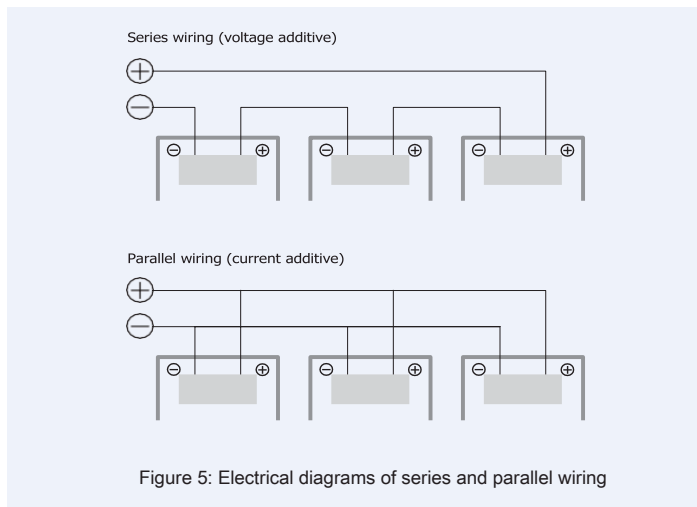 Series wiring (voltage additive)
+
−
− + − + − +
Parallel wiring (current additive)
+
−
− + − + − +
Figure 5: Electrical diagrams of series and parallel wiring